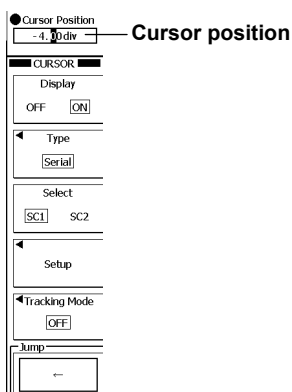 Cursor Position
-4.00div
Cursor position
CURSOR
Display
OFF ON
Type
Serial
Select
SC1 SC2
Setup
Tracking Mode
OFF
Jump
←